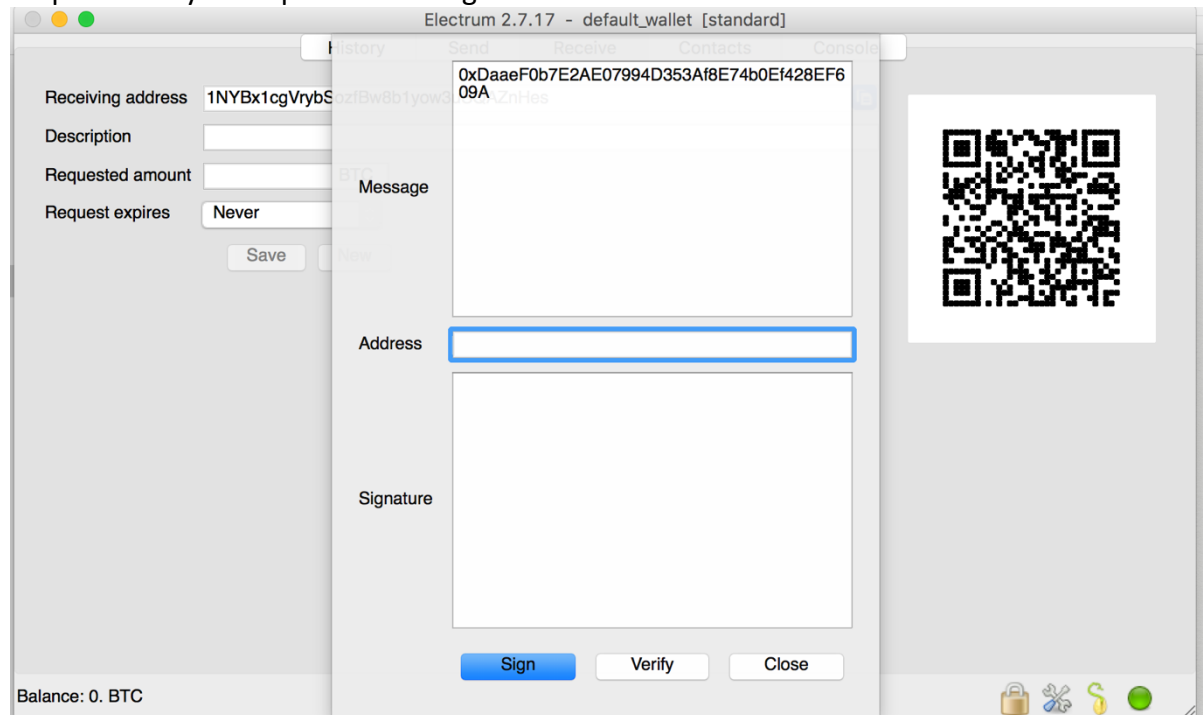 Electrum 2.7.17 - default_wallet [standard]
History Send Receive Contacts Console
Receiving address 1NYBx1cgVrybS
Description
Requested amount BTC
Request expires Never
Save New
Message
0xDaaeF0b7E2AE07994D353Af8E74b0Ef428EF6
09A
Address
Signature
Sign Verify Close
Balance: 0. BTC